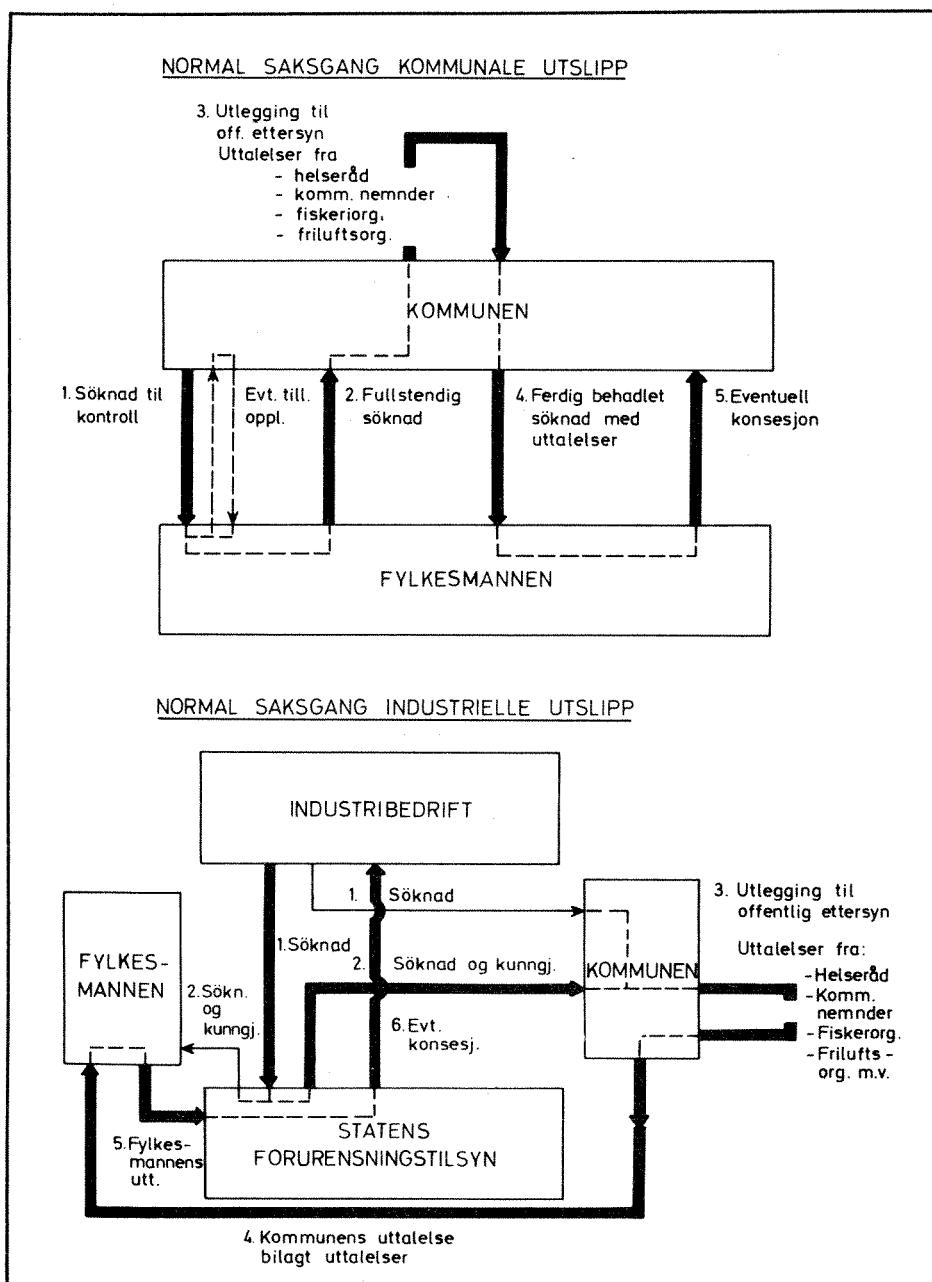 NORMAL SAKSGANG KOMMUNALE UTSLIPP
3. Utlegging til
off. ettersyn
Uttalelser fra
- helseråd
- komm. nemnder
- fiskeriorg.
- friluftsorg.
KOMMUNEN
1. Söknad til
kontroll
Evt. till.
oppl.
2. Fullstendig
söknad
4. Ferdig behadlet
söknad med
uttalelser
5. Eventuell
konsesjon
FYLKESMANNEN
NORMAL SAKSGANG INDUSTRIELLE UTSLIPP
INDUSTRIBEDRIFT
1. Söknad
3. Utlegging til
offentlig ettersyn
FYLKES-
MANNEN
1. Söknad
2. Söknad og kunngj.
KOMMUNEN
Uttalelser fra:
-Helseråd
-Komm.
nemnder
-Fiskerorg.
-Frilufts-
org. m.v.
2. Sökn.
og
kunngj.
6. Evt.
konsesj.
STATENS
FORURENSNINGSTILSYN
5. Fylkes-
mannens
utt.
4. Kommunens uttalelse
bilagt uttalelser